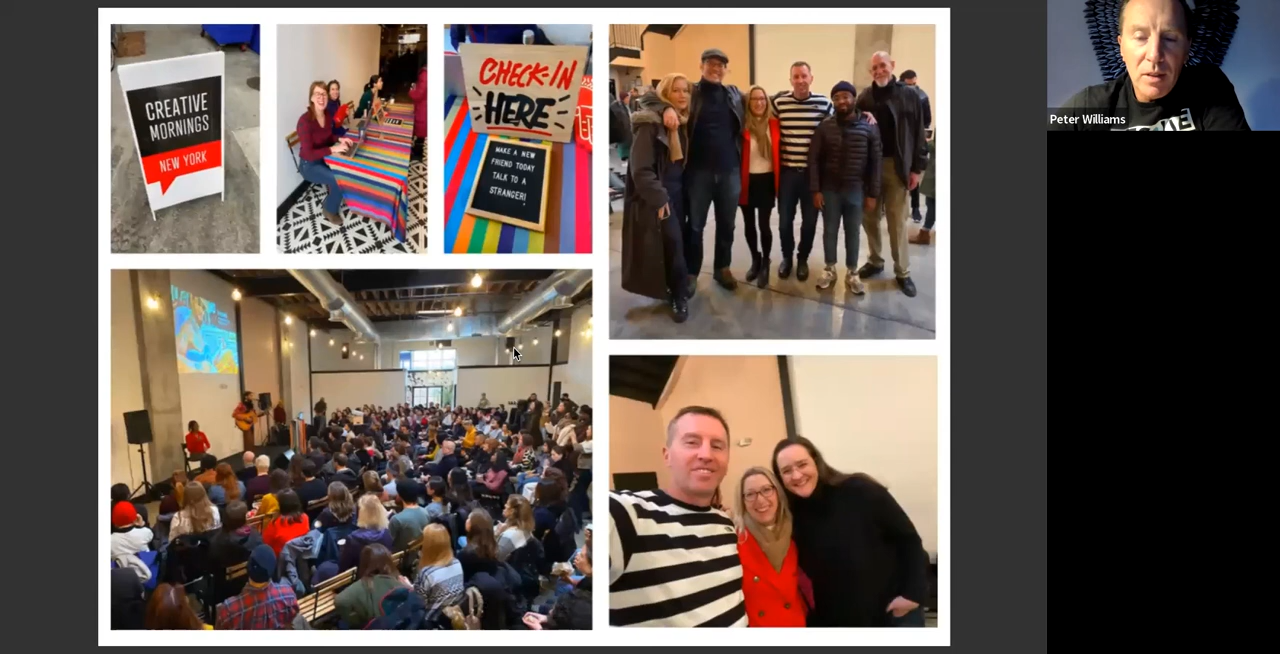 CREATIVE
MORNINGS
NEW YORK
CHECK-IN
HERE
MAKE A NEW
FRIEND TODAY
TALK TO A
STRANGER!
Peter Williams